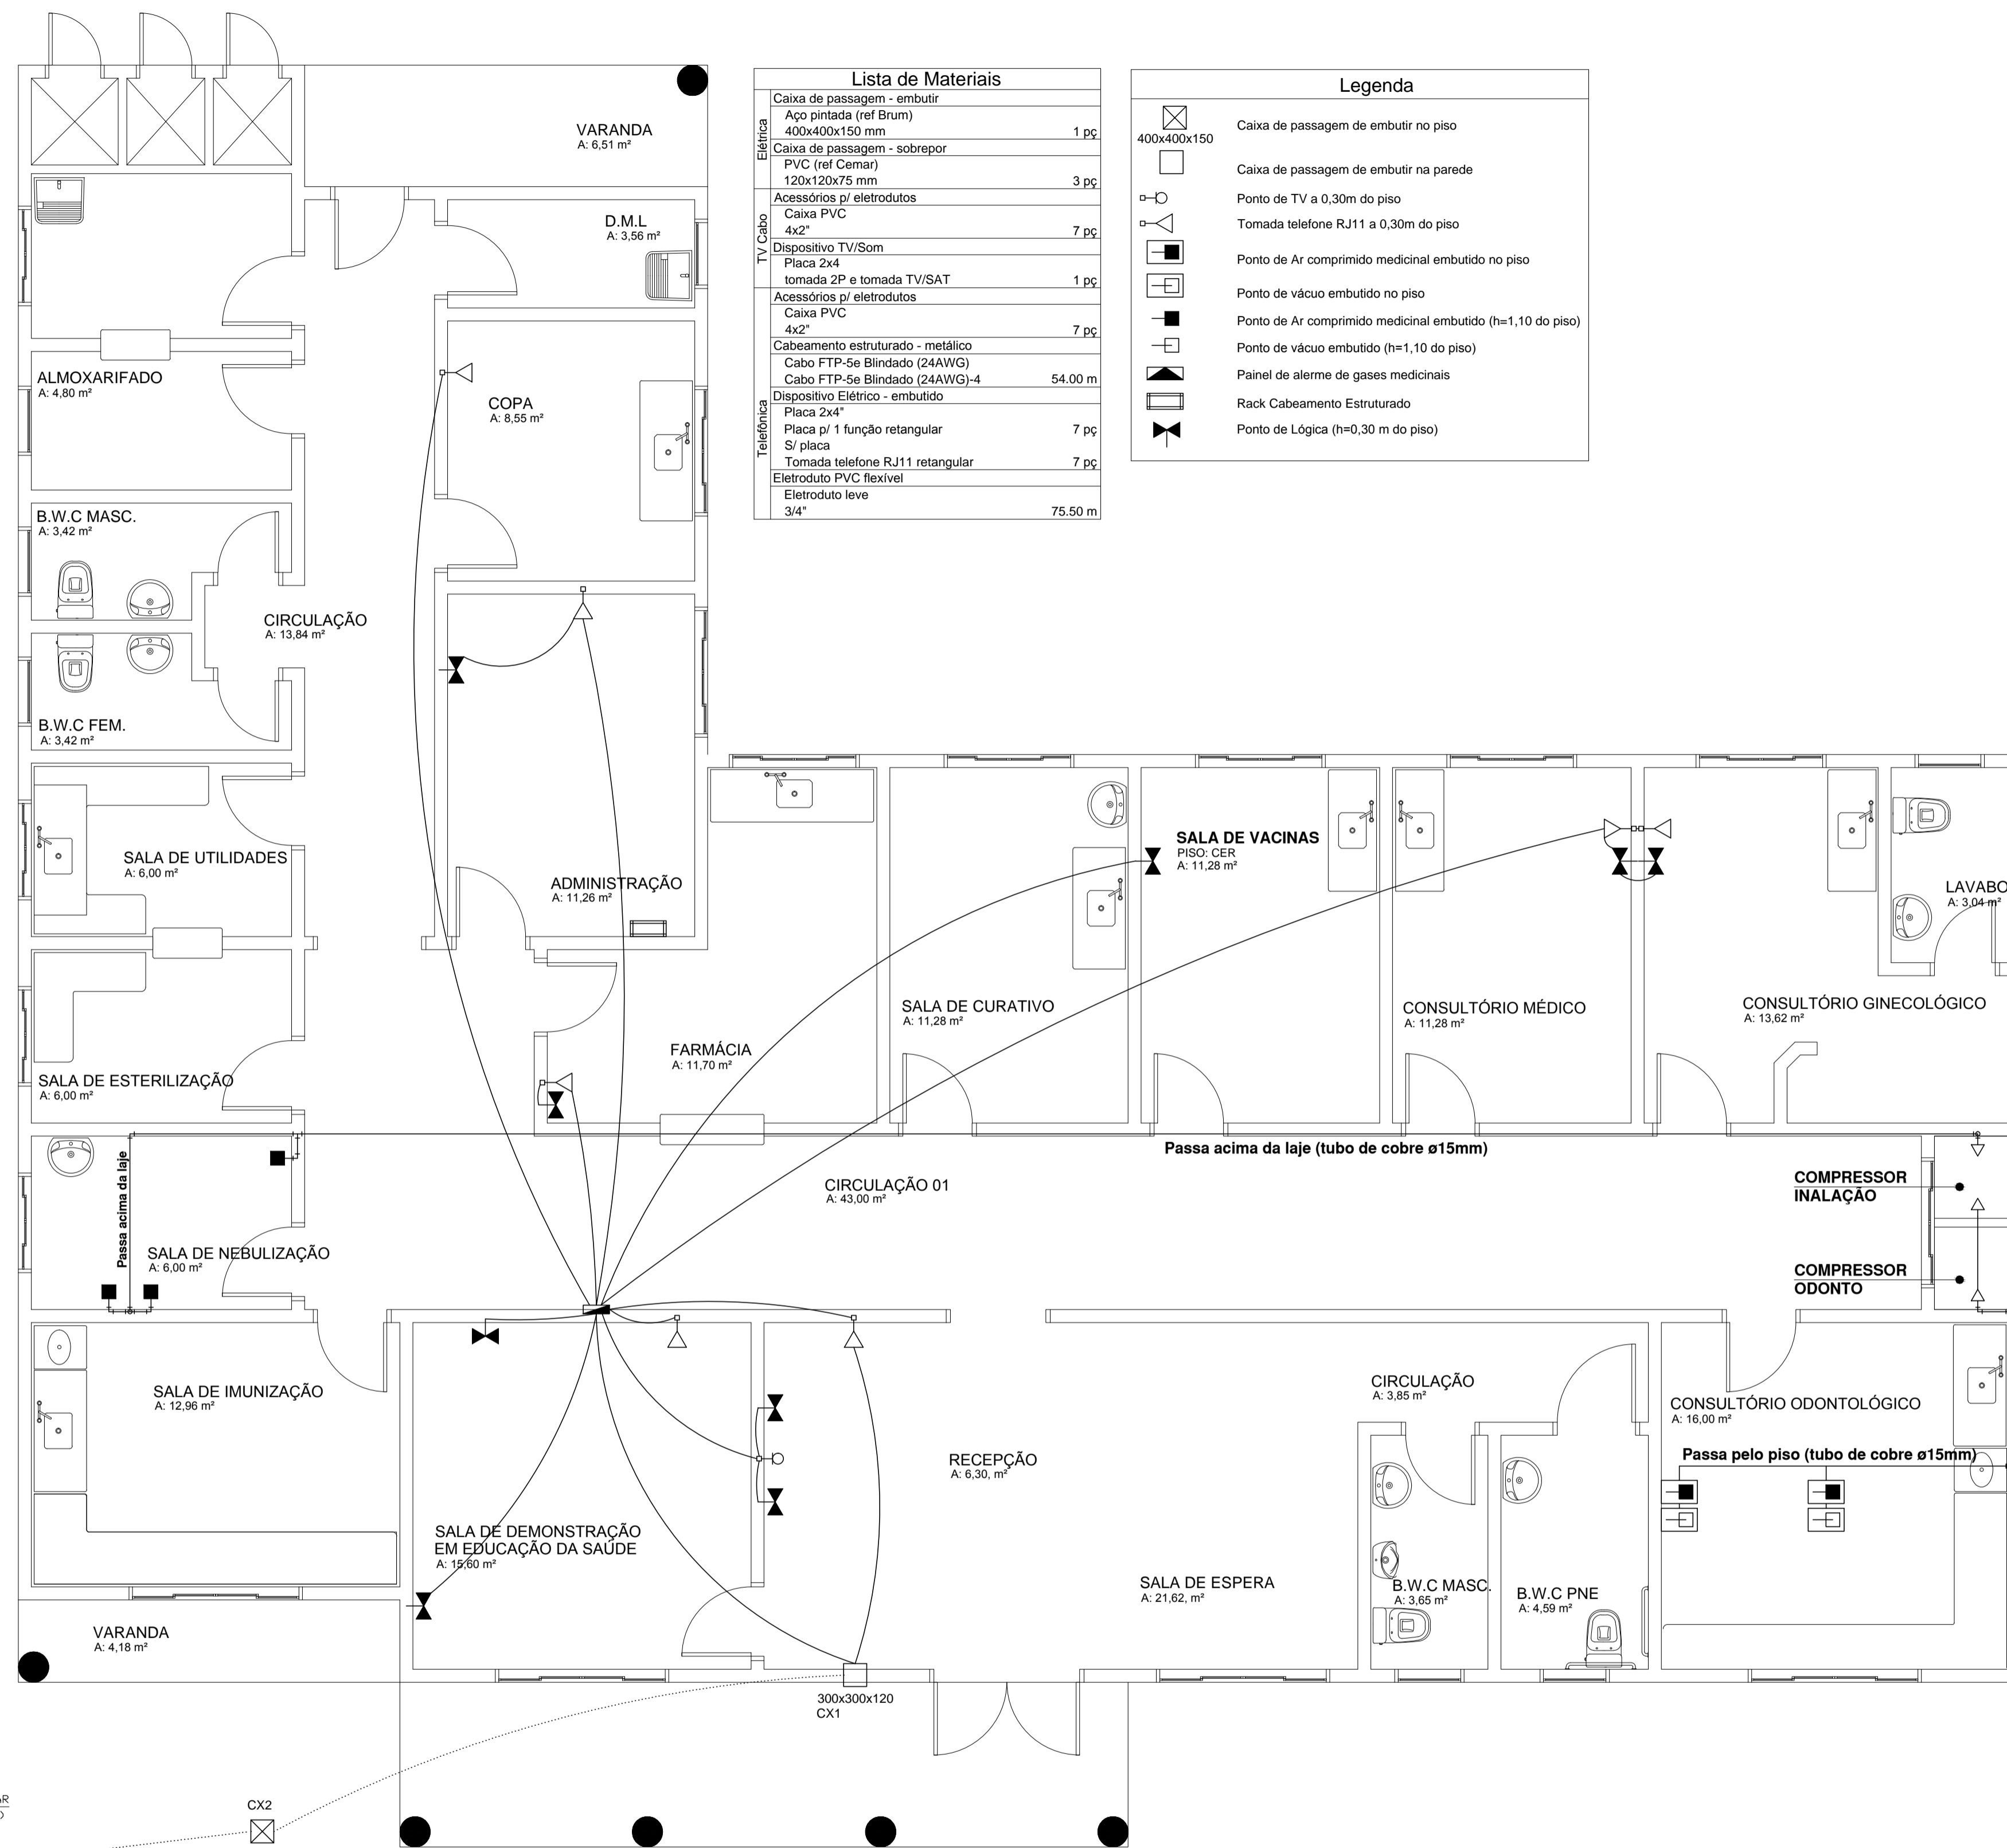 VARANDA
A: 6,51 m²
D.M.L
A: 3,56 m²
ALMOXARIFADO
A: 4,80 m²
COPA
A: 8,55 m²
B.W.C MASC.
A: 3,42 m²
CIRCULAÇÃO
A: 13,84 m²
B.W.C FEM.
A: 3,42 m²
SALA DE UTILIDADES
A: 6,00 m²
ADMINISTRAÇÃO
A: 11,26 m²
SALA DE ESTERILIZAÇÃO
A: 6,00 m²
Lista de Materiais
Elétrica
Caixa de passagem - embutir
Aço pintada (ref Brum)
400x400x150 mm 1 pç
Caixa de passagem - sobrepor
PVC (ref Cemar)
120x120x75 mm 3 pç
TV Cabo
Acessórios p/ eletrodutos
Caixa PVC
4x2" 7 pç
Dispositivo TV/Som
Placa 2x4
tomada 2P e tomada TV/SAT 1 pç
Telefônica
Acessórios p/ eletrodutos
Caixa PVC
4x2" 7 pç
Cabeamento estruturado - metálico
Cabo FTP-5e Blindado (24AWG)
Cabo FTP-5e Blindado (24AWG)-4 54.00 m
Dispositivo Elétrico - embutido
Placa 2x4"
Placa p/ 1 função retangular 7 pç
S/ placa
Tomada telefone RJ11 retangular 7 pç
Eletroduto PVC flexível
Eletroduto leve
3/4" 75.50 m
Legenda
400x400x150
Caixa de passagem de embutir no piso
Caixa de passagem de embutir na parede
Ponto de TV a 0,30m do piso
Tomada telefone RJ11 a 0,30m do piso
Ponto de Ar comprimido medicinal embutido no piso
Ponto de vácuo embutido no piso
Ponto de Ar comprimido medicinal embutido (h=1,10 do piso)
Ponto de vácuo embutido (h=1,10 do piso)
Painel de alerme de gases medicinais
Rack Cabeamento Estruturado
Ponto de Lógica (h=0,30 m do piso)
SALA DE VACINAS
PISO: CER
A: 11,28 m²
LAVABO
A: 3,04 m²
SALA DE CURATIVO
A: 11,28 m²
CONSULTÓRIO MÉDICO
A: 11,28 m²
CONSULTÓRIO GINECOLÓGICO
A: 13,62 m²
FARMÁCIA
A: 11,70 m²
Passa acima da laje (tubo de cobre ø15mm)
Passa acima da laje
CIRCULAÇÃO 01
A: 43,00 m²
COMPRESSOR
INALAÇÃO
SALA DE NEBULIZAÇÃO
A: 6,00 m²
COMPRESSOR
ODONTO
SALA DE IMUNIZAÇÃO
A: 12,96 m²
CIRCULAÇÃO
A: 3,85 m²
CONSULTÓRIO ODONTOLÓGICO
A: 16,00 m²
RECEPÇÃO
A: 6,30, m²
Passa pelo piso (tubo de cobre ø15mm)
SALA DE DEMONSTRAÇÃO
EM EDUCAÇÃO DA SAÚDE
A: 15,60 m²
SALA DE ESPERA
A: 21,62, m²
B.W.C MASC.
A: 3,65 m²
B.W.C PNE
A: 4,59 m²
VARANDA
A: 4,18 m²
300x300x120
CX1
CX2